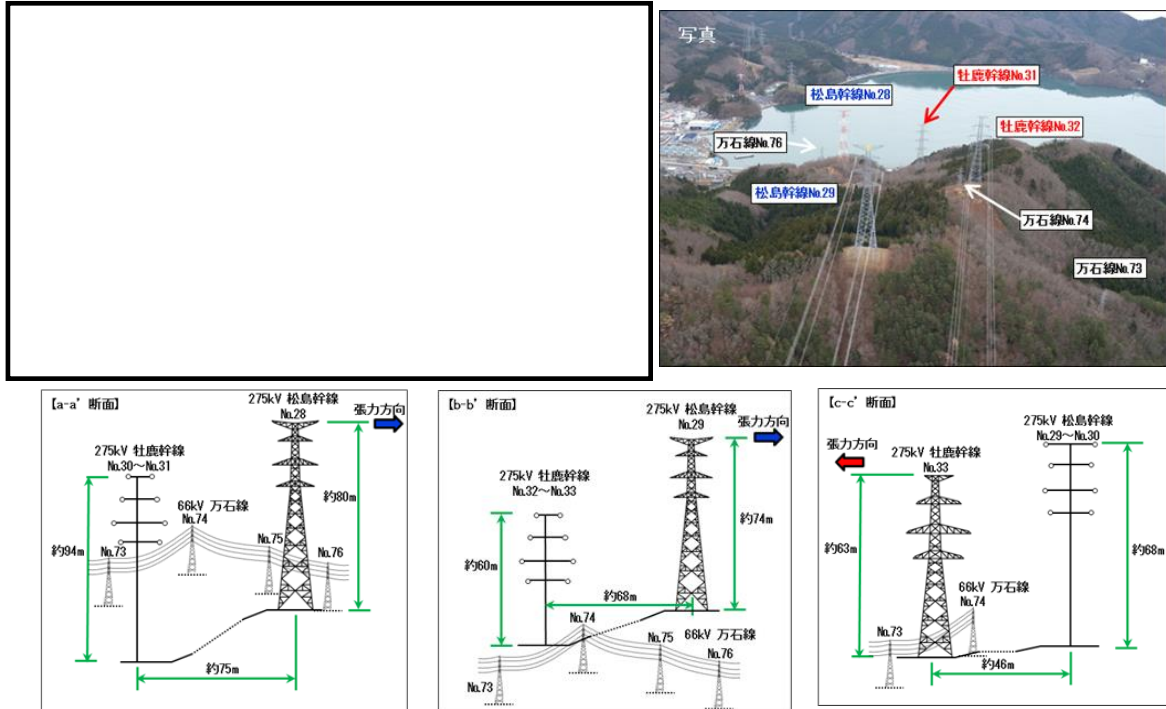 写真
牡鹿幹線No.31
松島幹線No.28
牡鹿幹線No.32
万石線No.76
松島幹線No.29
万石線No.74
万石線No.73
【a-a’断面】
275kV 松島幹線
No.28
張力方向
275kV 牡鹿幹線
No.30～No.31
66kV 万石線
No.74
約80m
約94m
No.73
No.75
No.76
約75m
【b-b’断面】
275kV 松島幹線
No.29
張力方向
275kV 牡鹿幹線
No.32～No.33
約74m
約60m
約68m
No.74
66kV 万石線
No.75
No.76
No.73
【c-c’断面】
275kV 松島幹線
No.29～No.30
張力方向
275kV 牡鹿幹線
No.33
約63m
約68m
66kV 万石線
No.74
No.73
約46m